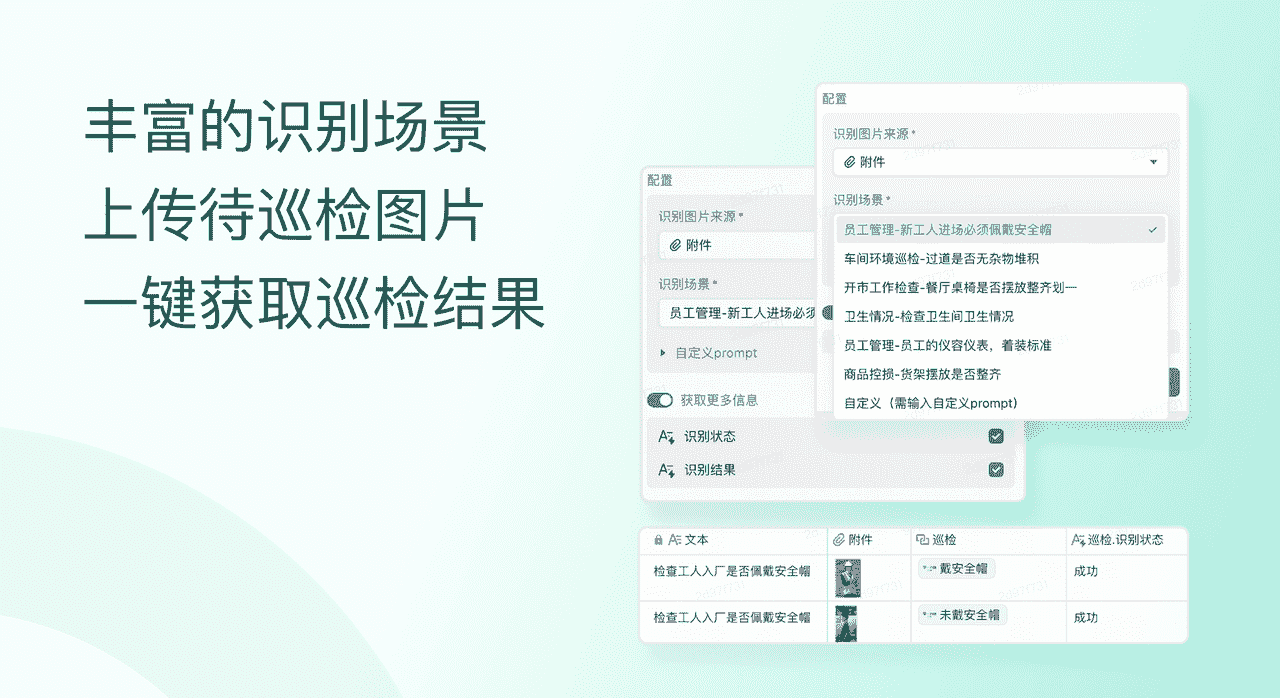 丰富的识别场景
上传待巡检图片
一键获取巡检结果
配置
识别图片来源*
附件
识别场景*
员工管理-新工人进场必须
自定义prompt
获取更多信息
识别状态
识别结果
配置
识别图片来源*
附件
识别场景*
员工管理-新工人进场必须佩戴安全帽
车间环境巡检-过道是否无杂物堆积
开市工作检查-餐厅桌椅是否摆放整齐划一
卫生情况-检查卫生间卫生情况
员工管理-员工的仪容仪表，着装标准
商品控损-货架摆放是否整齐
自定义（需输入自定义prompt）
文本 附件 巡检 巡检.识别状态
检查工人入厂是否佩戴安全帽 戴安全帽 成功
检查工人入厂是否佩戴安全帽 未戴安全帽 成功